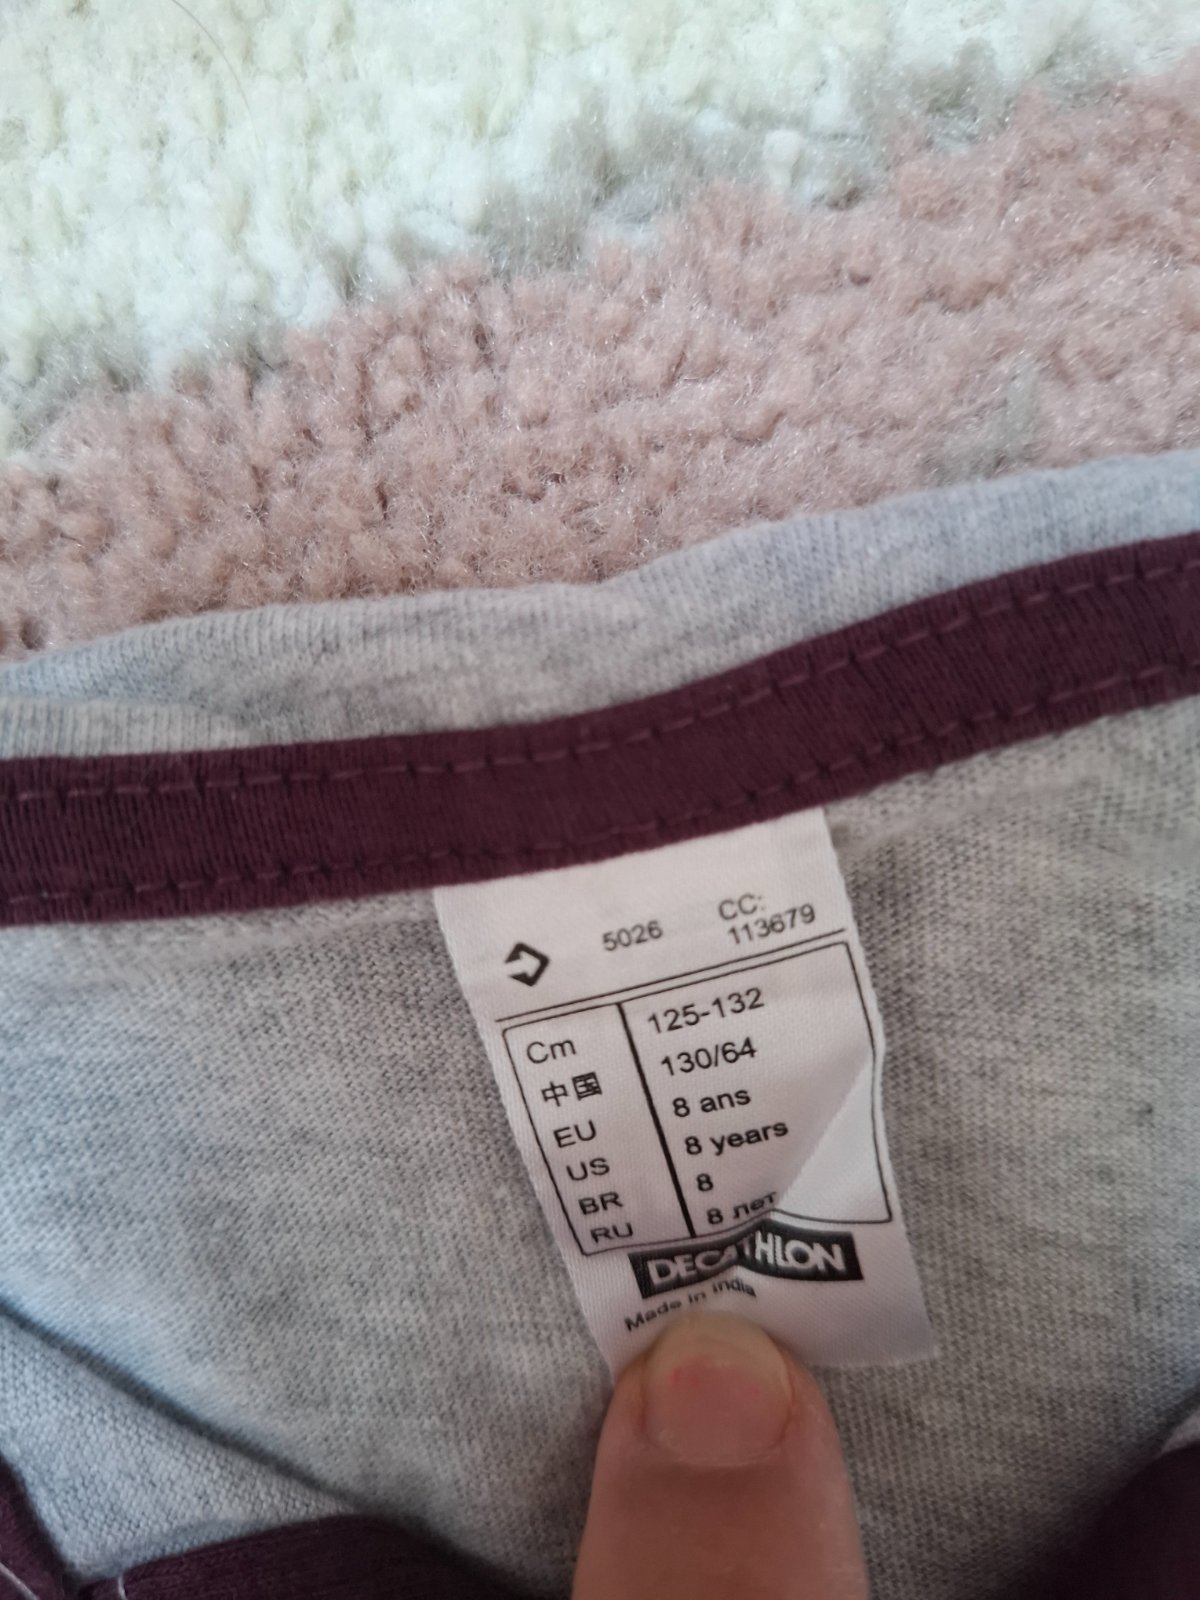 5026 CC:
113679
Cm 125-132
中国 130/64
EU 8 ans
US 8 years
BR 8
RU 8 лет
DECATHLON
Made in India